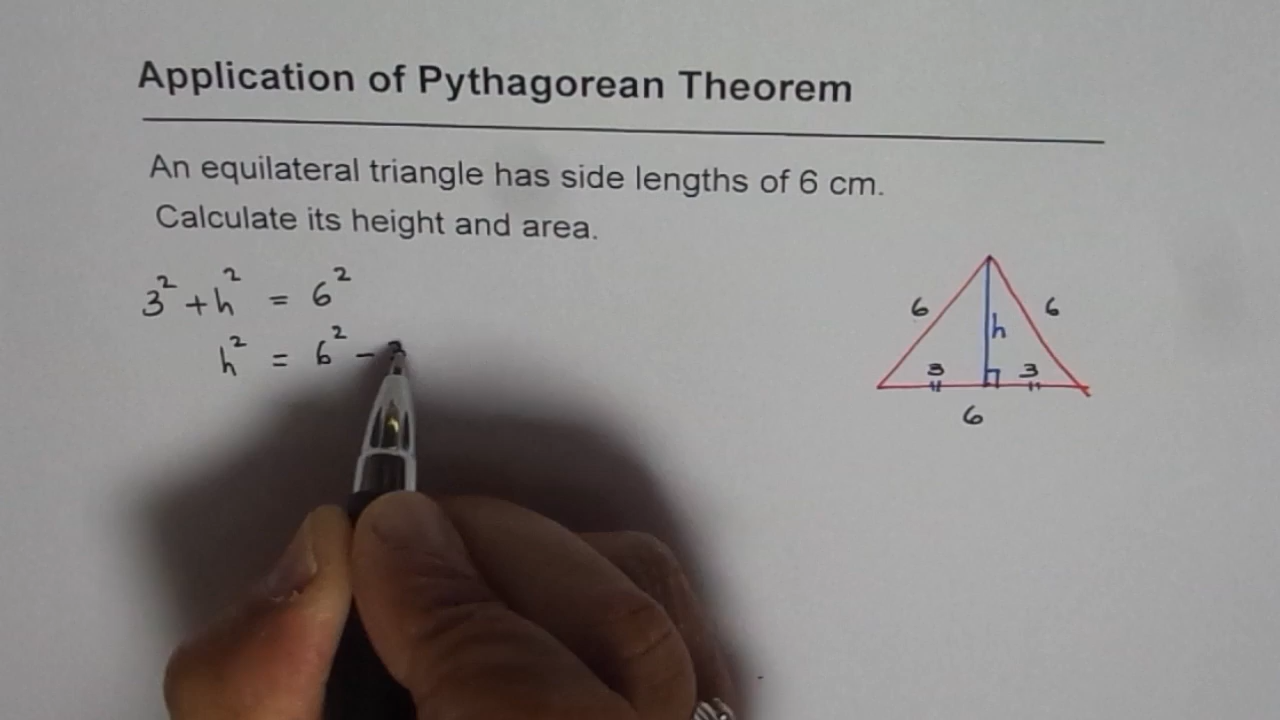 Application of Pythagorean Theorem
An equilateral triangle has side lengths of 6 cm.
Calculate its height and area.
3² + h² = 6²
h² = 6² –
6 6
h
3 3
6